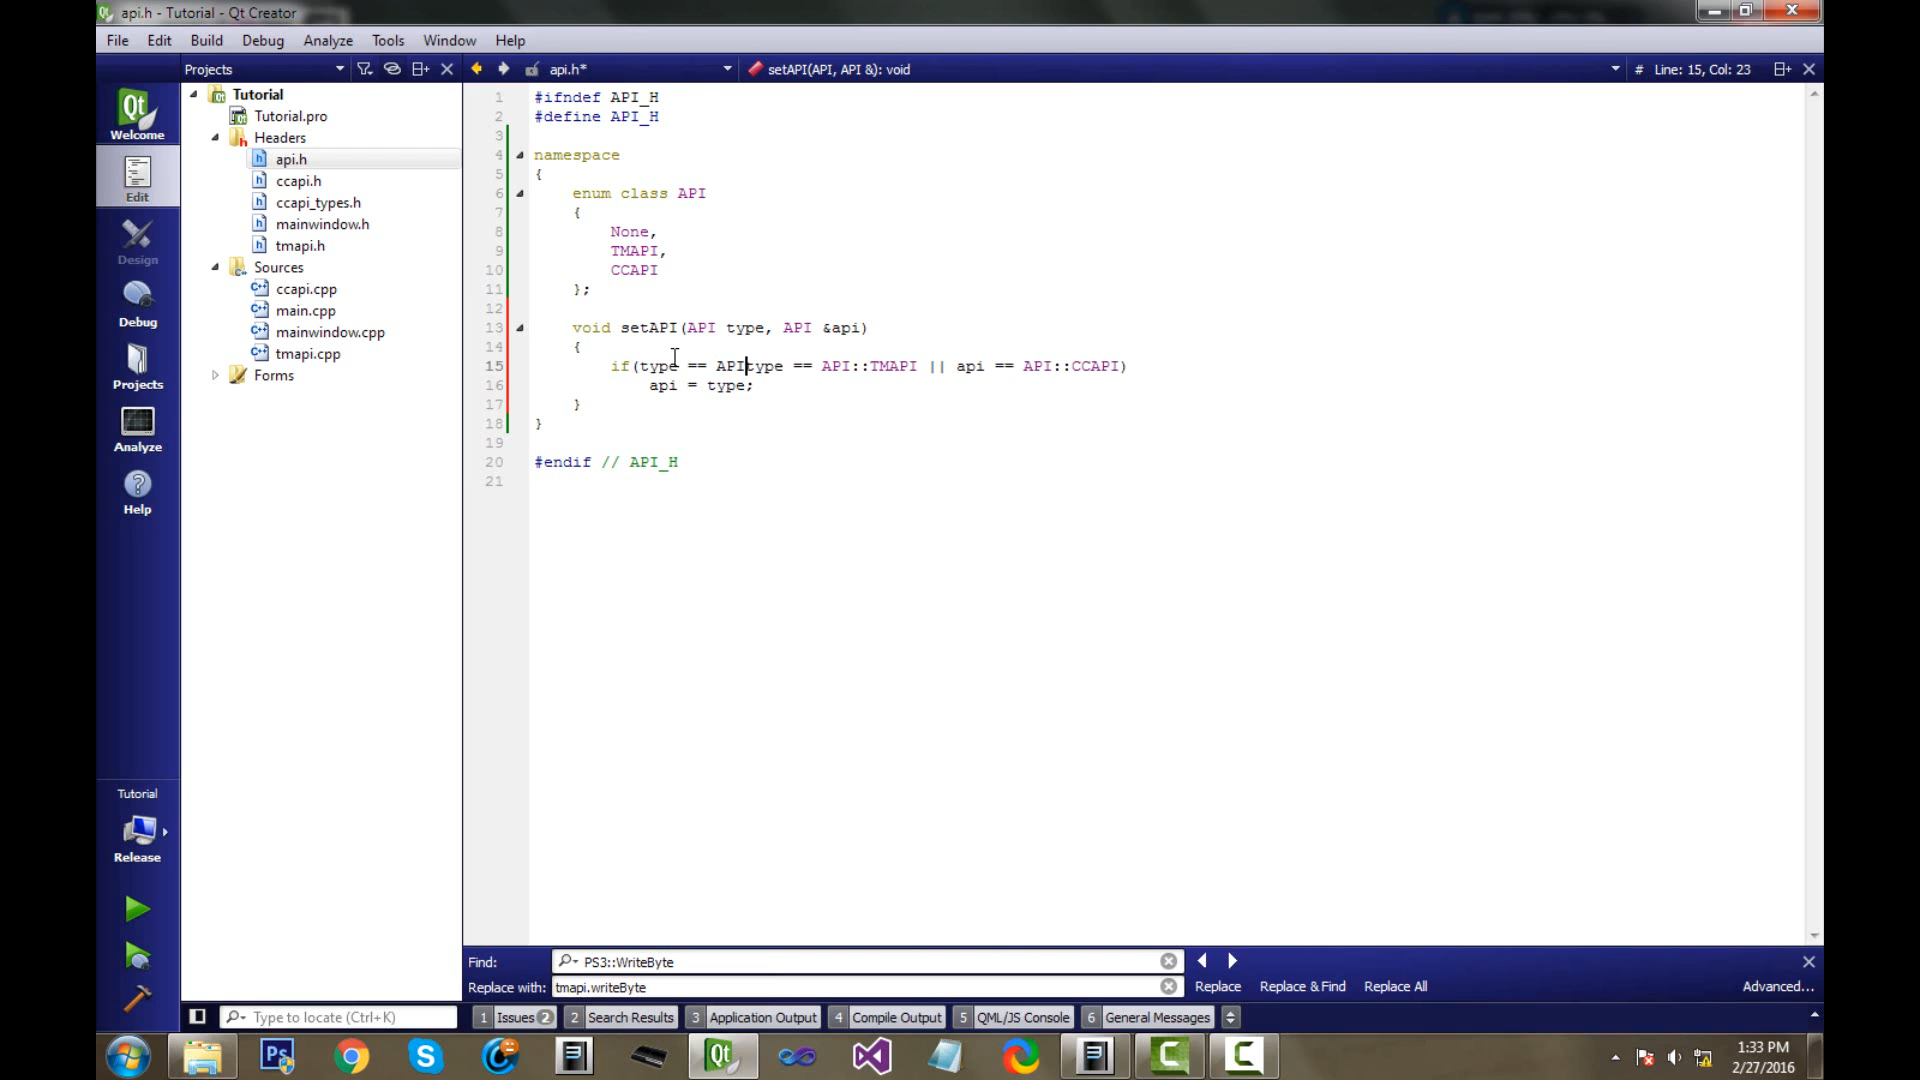 api.h - Tutorial - Qt Creator
File Edit Build Debug Analyze Tools Window Help
Projects api.h* setAPI(API, API &): void # Line: 15, Col: 23
Welcome
Edit
Design
Debug
Projects
Analyze
Help
Tutorial
Release
Tutorial
Tutorial.pro
Headers
api.h
ccapi.h
ccapi_types.h
mainwindow.h
tmapi.h
Sources
ccapi.cpp
main.cpp
mainwindow.cpp
tmapi.cpp
Forms
1 #ifndef API_H
2 #define API_H
3
4 namespace
5 {
6 enum class API
7 {
8 None,
9 TMAPI,
10 CCAPI
11 };
12
13 void setAPI(API type, API &api)
14 {
15 if(type == APItype == API::TMAPI || api == API::CCAPI)
16 api = type;
17 }
18 }
19
20 #endif // API_H
21
Find: PS3::WriteByte
Replace with: tmapi.writeByte Replace Replace & Find Replace All Advanced...
Type to locate (Ctrl+K) 1 Issues 2 2 Search Results 3 Application Output 4 Compile Output 5 QML/JS Console 6 General Messages
1:33 PM
2/27/2016